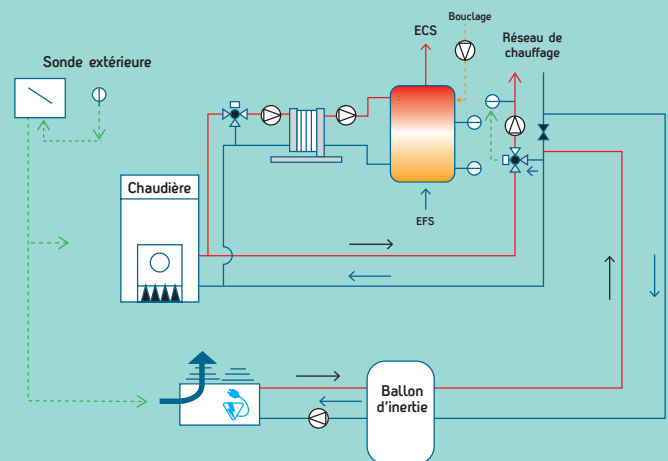 Bouclage
ECS
Réseau de
chauffage
Sonde extérieure
Chaudière
EFS
Ballon
d'inertie